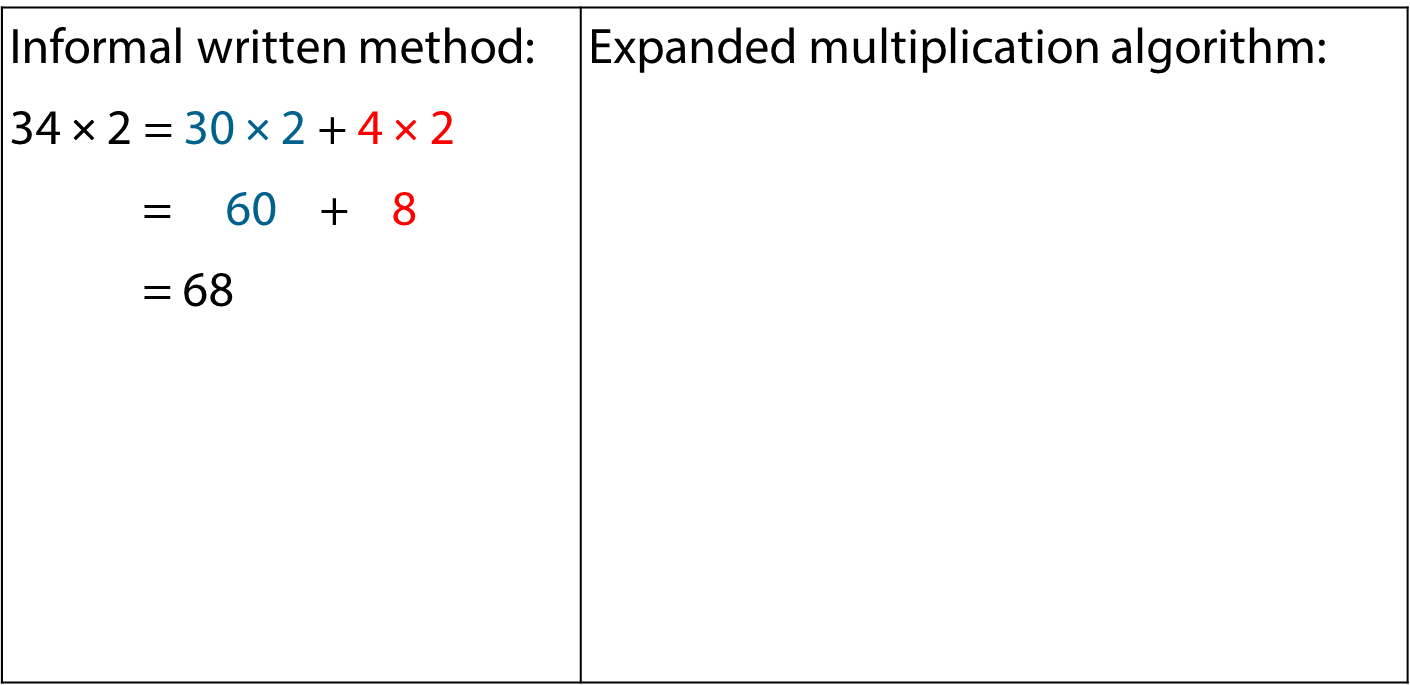 Informal written method:
34 × 2 = 30 × 2 + 4 × 2
= 60 + 8
= 68
Expanded multiplication algorithm: